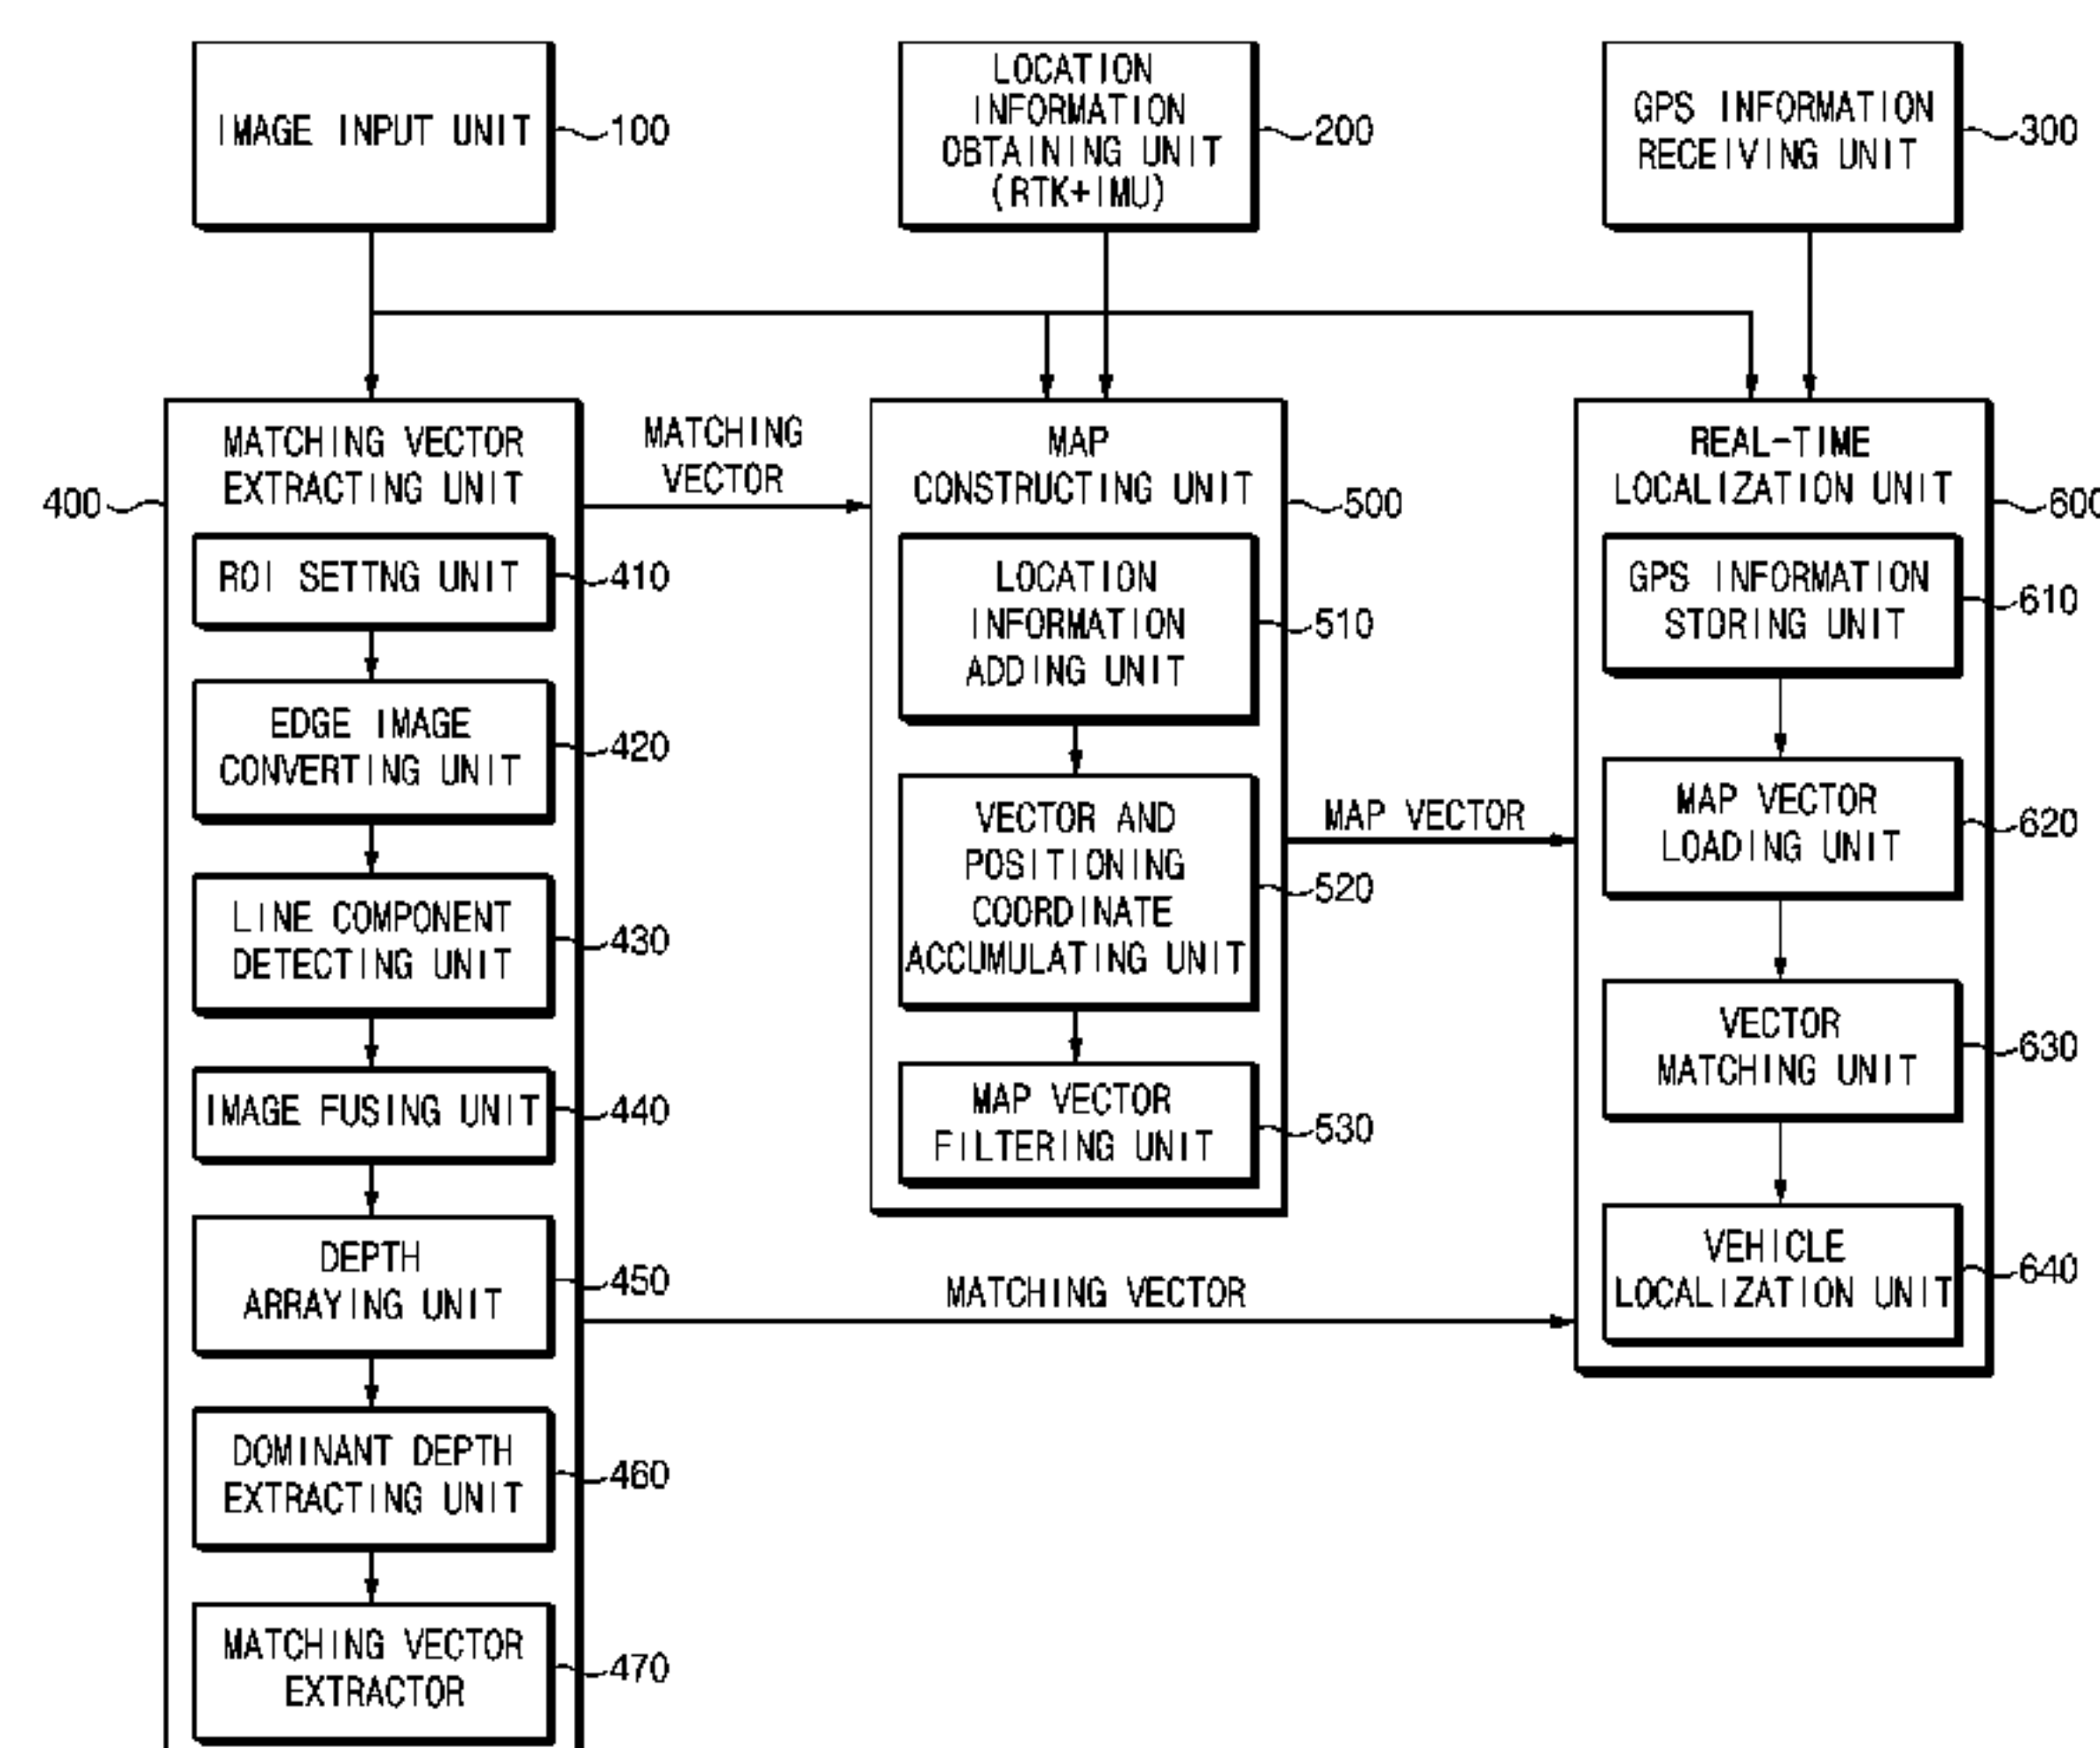 IMAGE INPUT UNIT
100
LOCATION
INFORMATION
OBTAINING UNIT
(RTK+IMU)
200
GPS INFORMATION
RECEIVING UNIT
300
400
MATCHING VECTOR
EXTRACTING UNIT
ROI SETTNG UNIT
410
EDGE IMAGE
CONVERTING UNIT
420
LINE COMPONENT
DETECTING UNIT
430
IMAGE FUSING UNIT
440
DEPTH
ARRAYING UNIT
450
DOMINANT DEPTH
EXTRACTING UNIT
460
MATCHING VECTOR
EXTRACTOR
470
MATCHING
VECTOR
MAP
CONSTRUCTING UNIT
500
LOCATION
INFORMATION
ADDING UNIT
510
VECTOR AND
POSITIONING
COORDINATE
ACCUMULATING UNIT
520
MAP VECTOR
FILTERING UNIT
530
MAP VECTOR
MATCHING VECTOR
REAL-TIME
LOCALIZATION UNIT
600
GPS INFORMATION
STORING UNIT
610
MAP VECTOR
LOADING UNIT
620
VECTOR
MATCHING UNIT
630
VEHICLE
LOCALIZATION UNIT
640